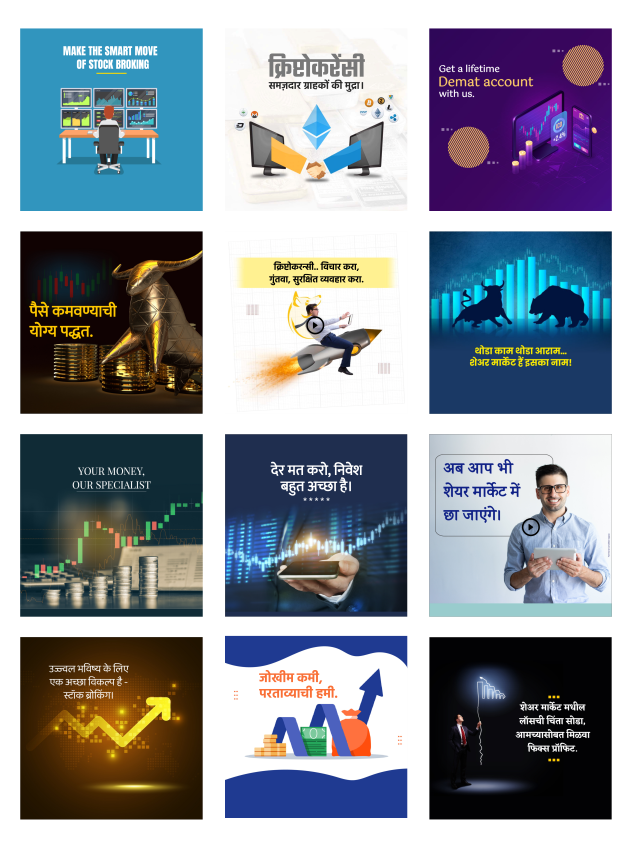 MAKE THE SMART MOVE
OF STOCK BROKING
क्रिप्टोकरेंसी
समज़दार ग्राहकों की मुद्रा।
Get a lifetime
Demat account
with us.
पैसे कमवण्याची
योग्य पद्धत.
क्रिप्टोकरन्सी.. विचार करा,
गुंतवा, सुरक्षित व्यवहार करा.
थोडा काम थोडा आराम...
शेअर मार्केट हैं इसका नाम!
YOUR MONEY,
OUR SPECIALIST
देर मत करो, निवेश
बहुत अच्छा है।
*****
अब आप भी
शेयर मार्केट में
छा जाएंगे।
उज्ज्वल भविष्य के लिए
एक अच्छा विकल्प है -
स्टॉक ब्रोकिंग।
जोखीम कमी,
परताव्याची हमी.
शेअर मार्केट मधील
लॉसची चिंता सोडा,
आमच्यासोबत मिळवा
फिक्स प्रॉफिट.